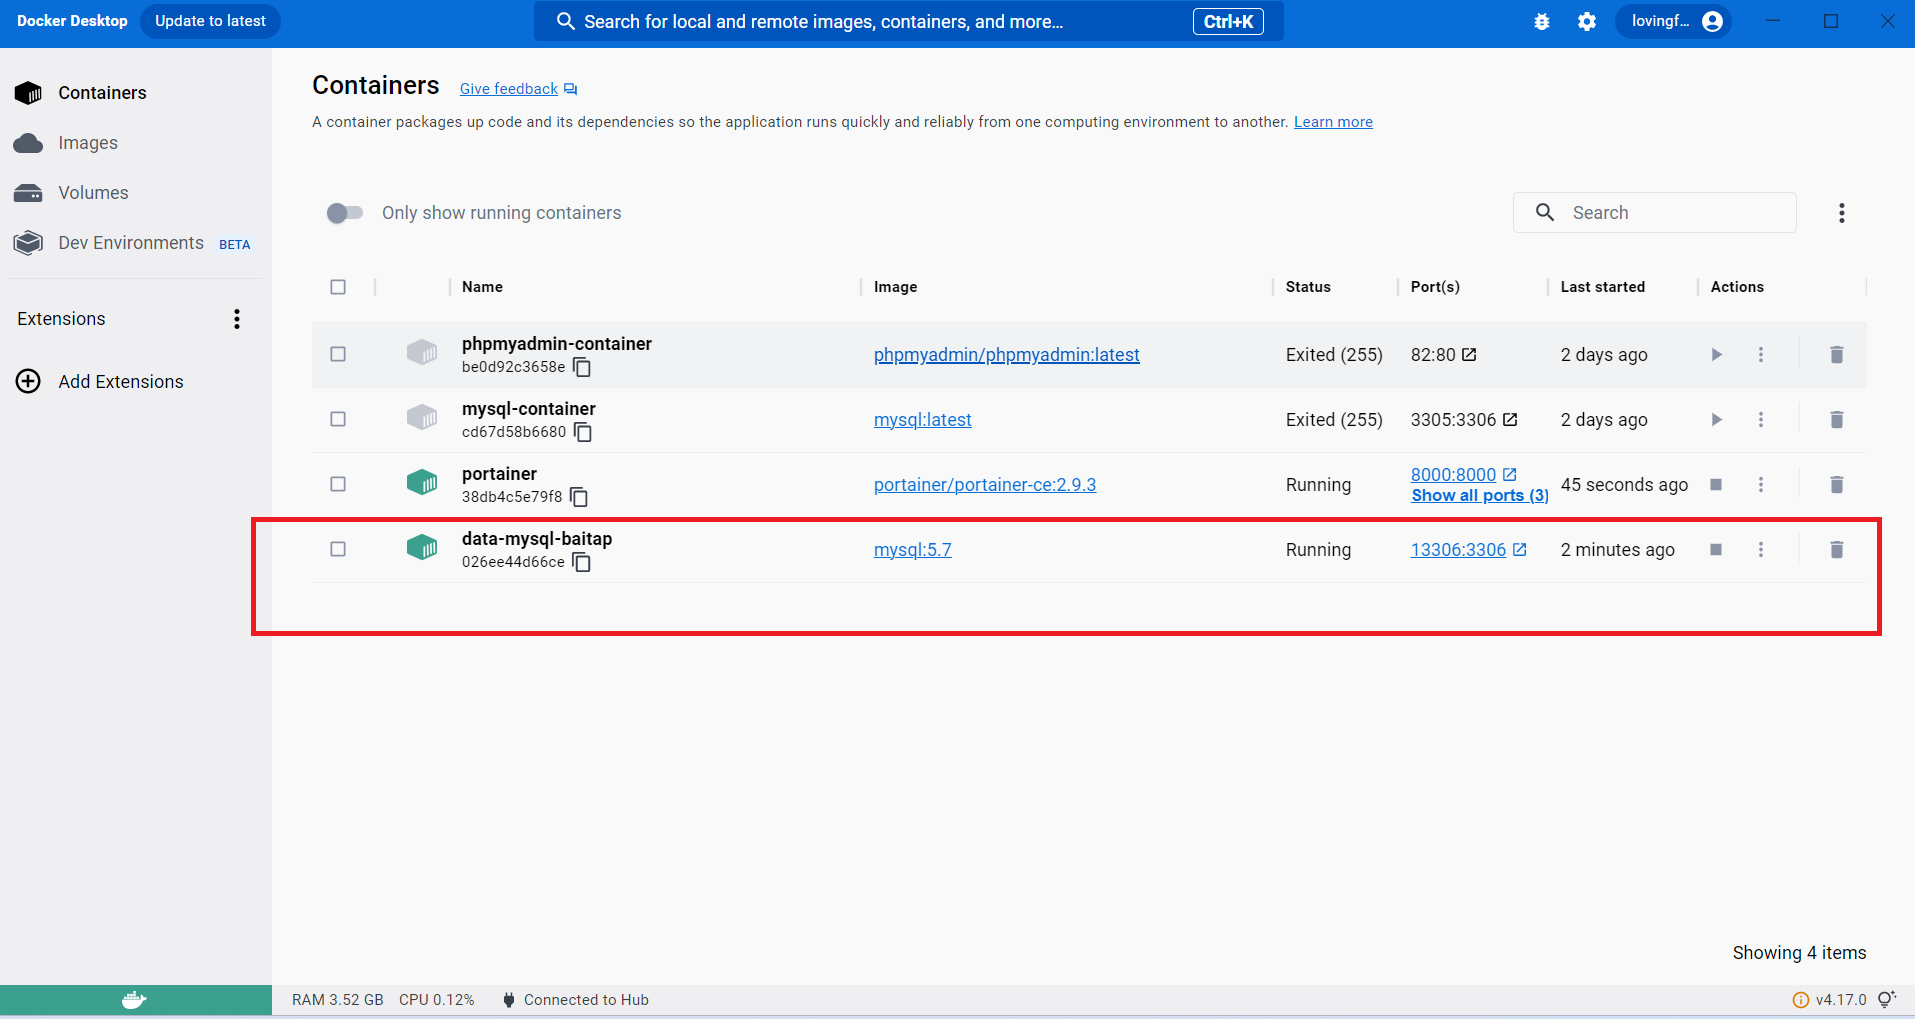 Docker Desktop Update to latest Search for local and remote images, containers, and more... Ctrl+K lovingf...
Containers
Images
Volumes
Dev Environments BETA
Extensions
Add Extensions
Containers Give feedback
A container packages up code and its dependencies so the application runs quickly and reliably from one computing environment to another. Learn more
Only show running containers Search
Name Image Status Port(s) Last started Actions
phpmyadmin-container
be0d92c3658e phpmyadmin/phpmyadmin:latest Exited (255) 82:80 2 days ago
mysql-container
cd67d58b6680 mysql:latest Exited (255) 3305:3306 2 days ago
portainer
38db4c5e79f8 portainer/portainer-ce:2.9.3 Running 8000:8000 45 seconds ago
Show all ports (3)
data-mysql-baitap
026ee44d66ce mysql:5.7 Running 13306:3306 2 minutes ago
Showing 4 items
RAM 3.52 GB CPU 0.12% Connected to Hub v4.17.0